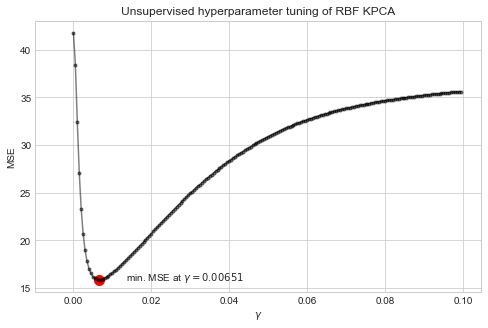 Unsupervised hyperparameter tuning of RBF KPCA
MSE
40
35
30
25
20
15
min. MSE at γ = 0.00651
0.00 0.02 0.04 0.06 0.08 0.10
γ